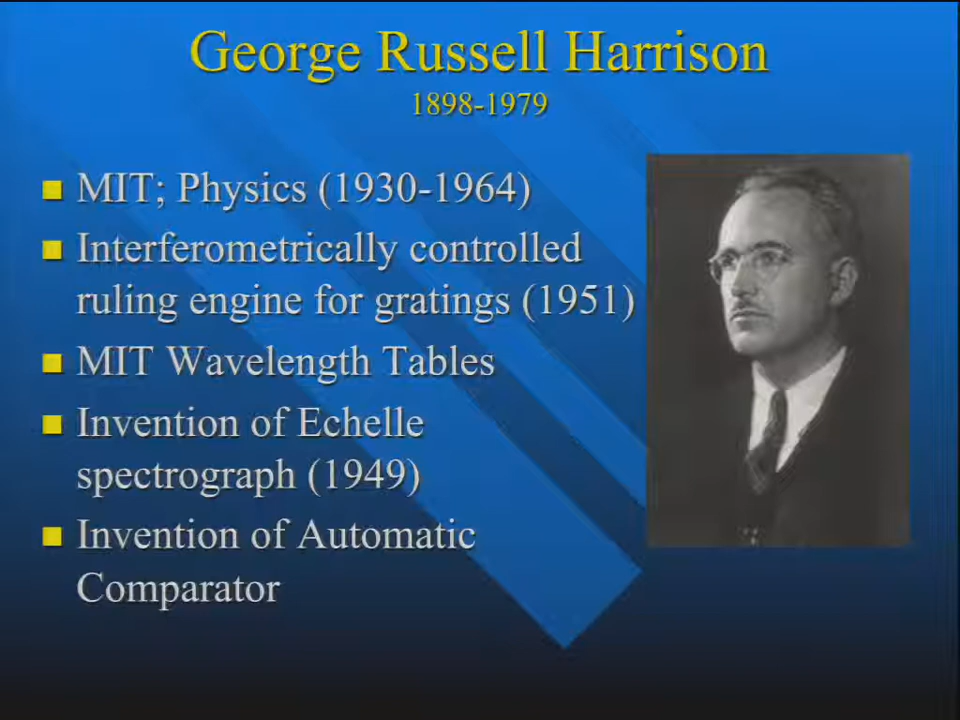 George Russell Harrison
1898-1979
MIT; Physics (1930-1964)
Interferometrically controlled
ruling engine for gratings (1951)
MIT Wavelength Tables
Invention of Echelle
spectrograph (1949)
Invention of Automatic
Comparator